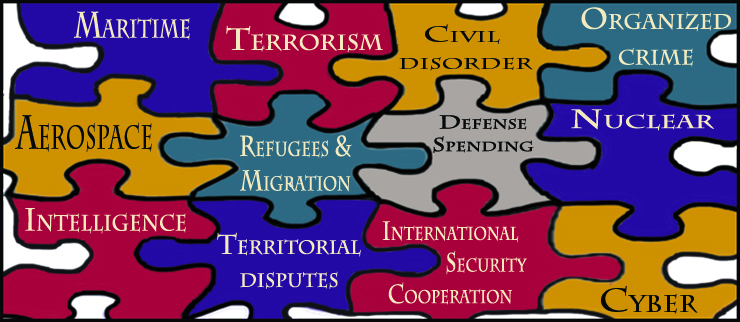 Maritime
Terrorism
Civil
disorder
Organized
crime
Aerospace
Refugees &
Migration
Defense
Spending
Nuclear
Intelligence
Territorial
disputes
International
Security
Cooperation
Cyber